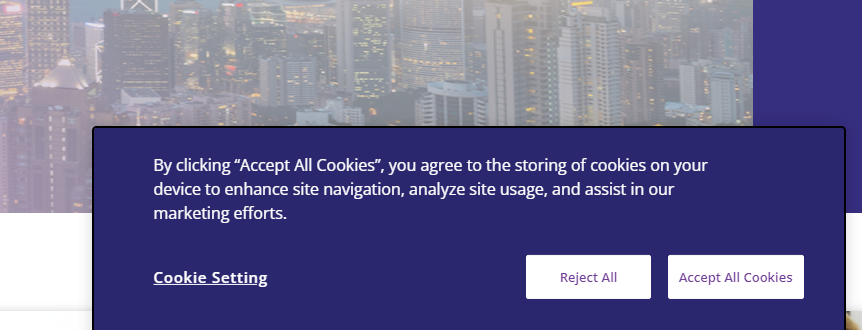 By clicking “Accept All Cookies”, you agree to the storing of cookies on your
device to enhance site navigation, analyze site usage, and assist in our
marketing efforts.
Cookie Setting
Reject All
Accept All Cookies